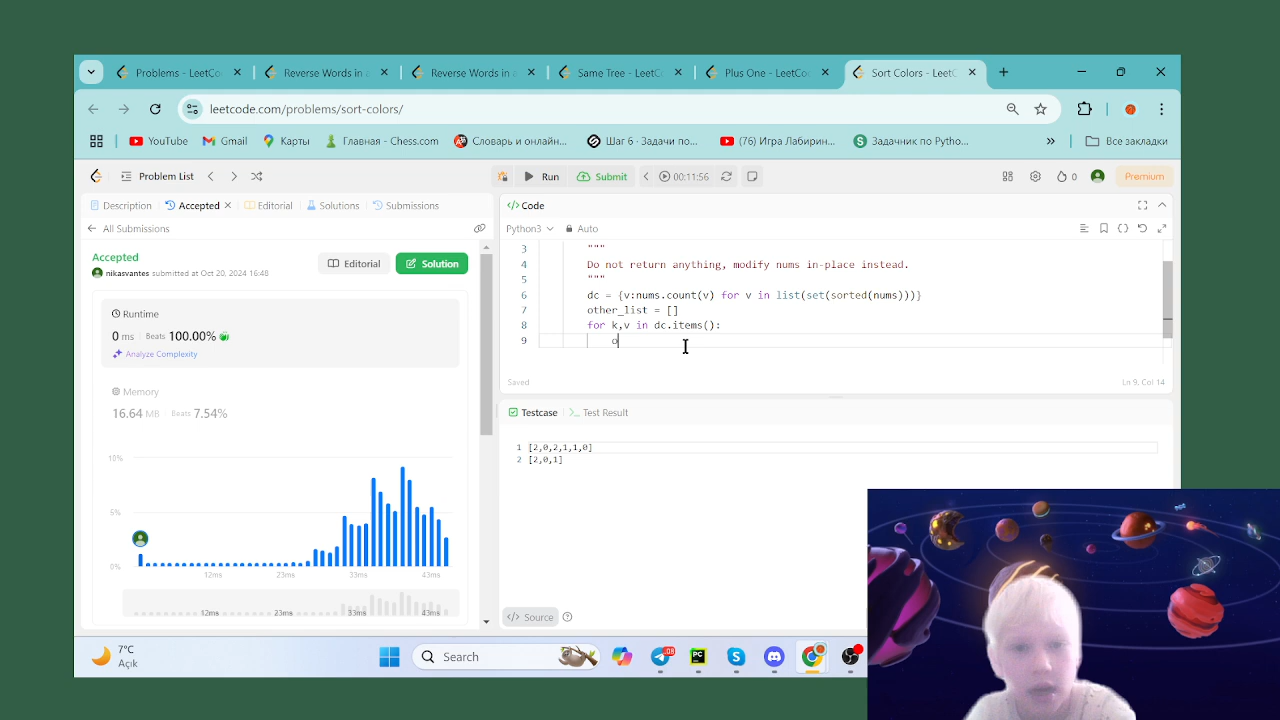 Problems - LeetCo
Reverse Words in a
Reverse Words in a
Same Tree - LeetCo
Plus One - LeetCo
Sort Colors - LeetC
leetcode.com/problems/sort-colors/
YouTube
Gmail
Карты
Главная - Chess.com
Словарь и онлайн...
Шаг 6 · Задачи по...
(76) Игра Лабирин...
Задачник по Pytho...
»
Все закладки
Problem List
Run
Submit
00:11:56
0
Premium
Description
Accepted
Editorial
Solutions
Submissions
</> Code
All Submissions
Python3
Auto
Accepted
nikasvantes submitted at Oct 20, 2024 16:48
Editorial
Solution
3 """
4 Do not return anything, modify nums in-place instead.
5 """
6 dc = {v:nums.count(v) for v in list(set(sorted(nums)))}
7 other_list = []
8 for k,v in dc.items():
9 o
Saved
Ln 9, Col 14
Runtime
0 ms
Beats 100.00%
Analyze Complexity
Memory
16.64 MB
Beats 7.54%
10%
5%
0%
12ms 23ms 33ms 43ms
12ms 23ms 33ms 43ms
Testcase
>_ Test Result
1 [2,0,2,1,1,0]
2 [2,0,1]
</> Source
7°C
Açık
Search
PC